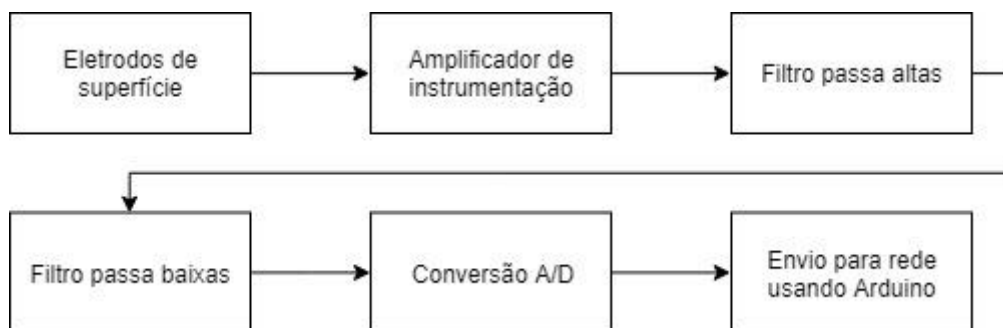 Eletrodos de
superfície
Amplificador de
instrumentação
Filtro passa altas
Filtro passa baixas
Conversão A/D
Envio para rede
usando Arduino